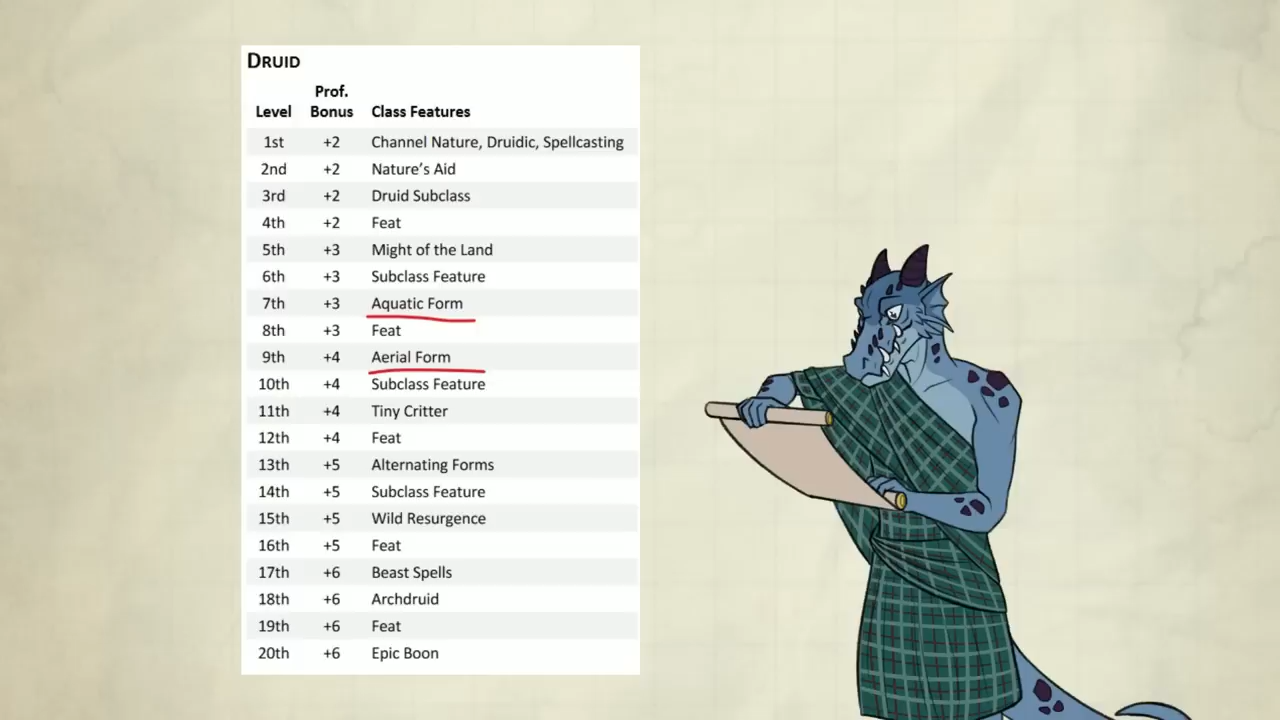 DRUID
Prof.
Level Bonus Class Features
1st +2 Channel Nature, Druidic, Spellcasting
2nd +2 Nature’s Aid
3rd +2 Druid Subclass
4th +2 Feat
5th +3 Might of the Land
6th +3 Subclass Feature
7th +3 Aquatic Form
8th +3 Feat
9th +4 Aerial Form
10th +4 Subclass Feature
11th +4 Tiny Critter
12th +4 Feat
13th +5 Alternating Forms
14th +5 Subclass Feature
15th +5 Wild Resurgence
16th +5 Feat
17th +6 Beast Spells
18th +6 Archdruid
19th +6 Feat
20th +6 Epic Boon